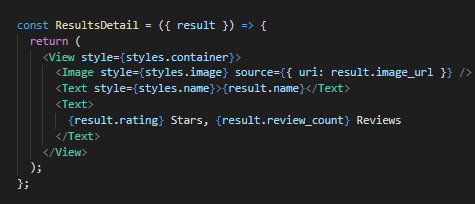 const ResultsDetail = ({ result }) => {
  return (
    <View style={styles.container}>
      <Image style={styles.image} source={{ uri: result.image_url }} />
      <Text style={styles.name}>{result.name}</Text>
      <Text>
        {result.rating} Stars, {result.review_count} Reviews
      </Text>
    </View>
  );
};